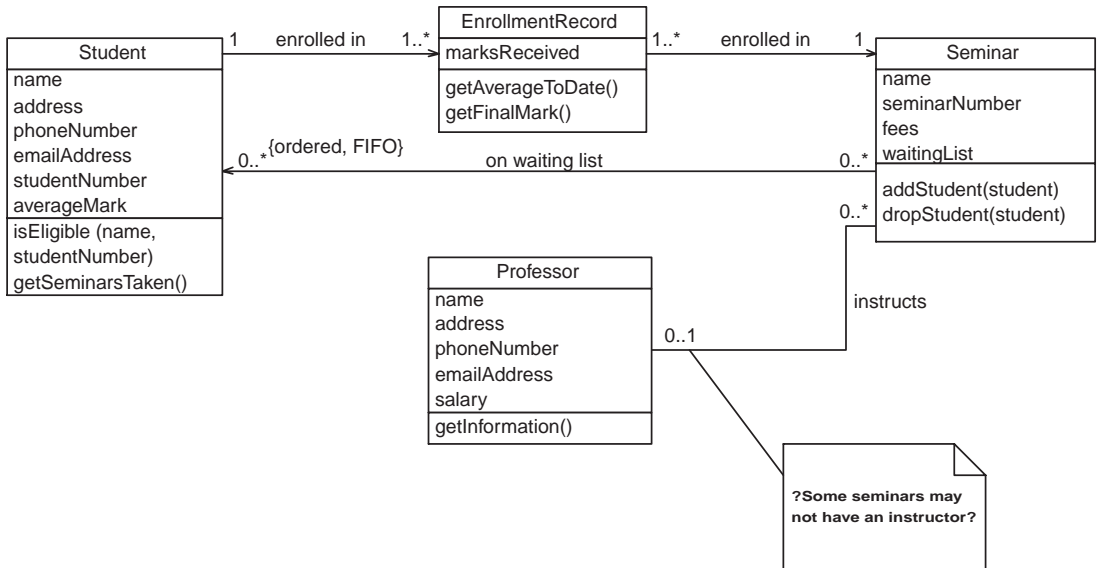 EnrollmentRecord
marksReceived
getAverageToDate()
getFinalMark()
1 enrolled in 1..*
1..* enrolled in 1
Student
name
address
phoneNumber
emailAddress
studentNumber
averageMark
isEligible (name,
studentNumber)
getSeminarsTaken()
Seminar
name
seminarNumber
fees
waitingList
addStudent(student)
dropStudent(student)
0..* {ordered, FIFO} on waiting list 0..*
0..*
instructs
0..1
Professor
name
address
phoneNumber
emailAddress
salary
getInformation()
?Some seminars may
not have an instructor?